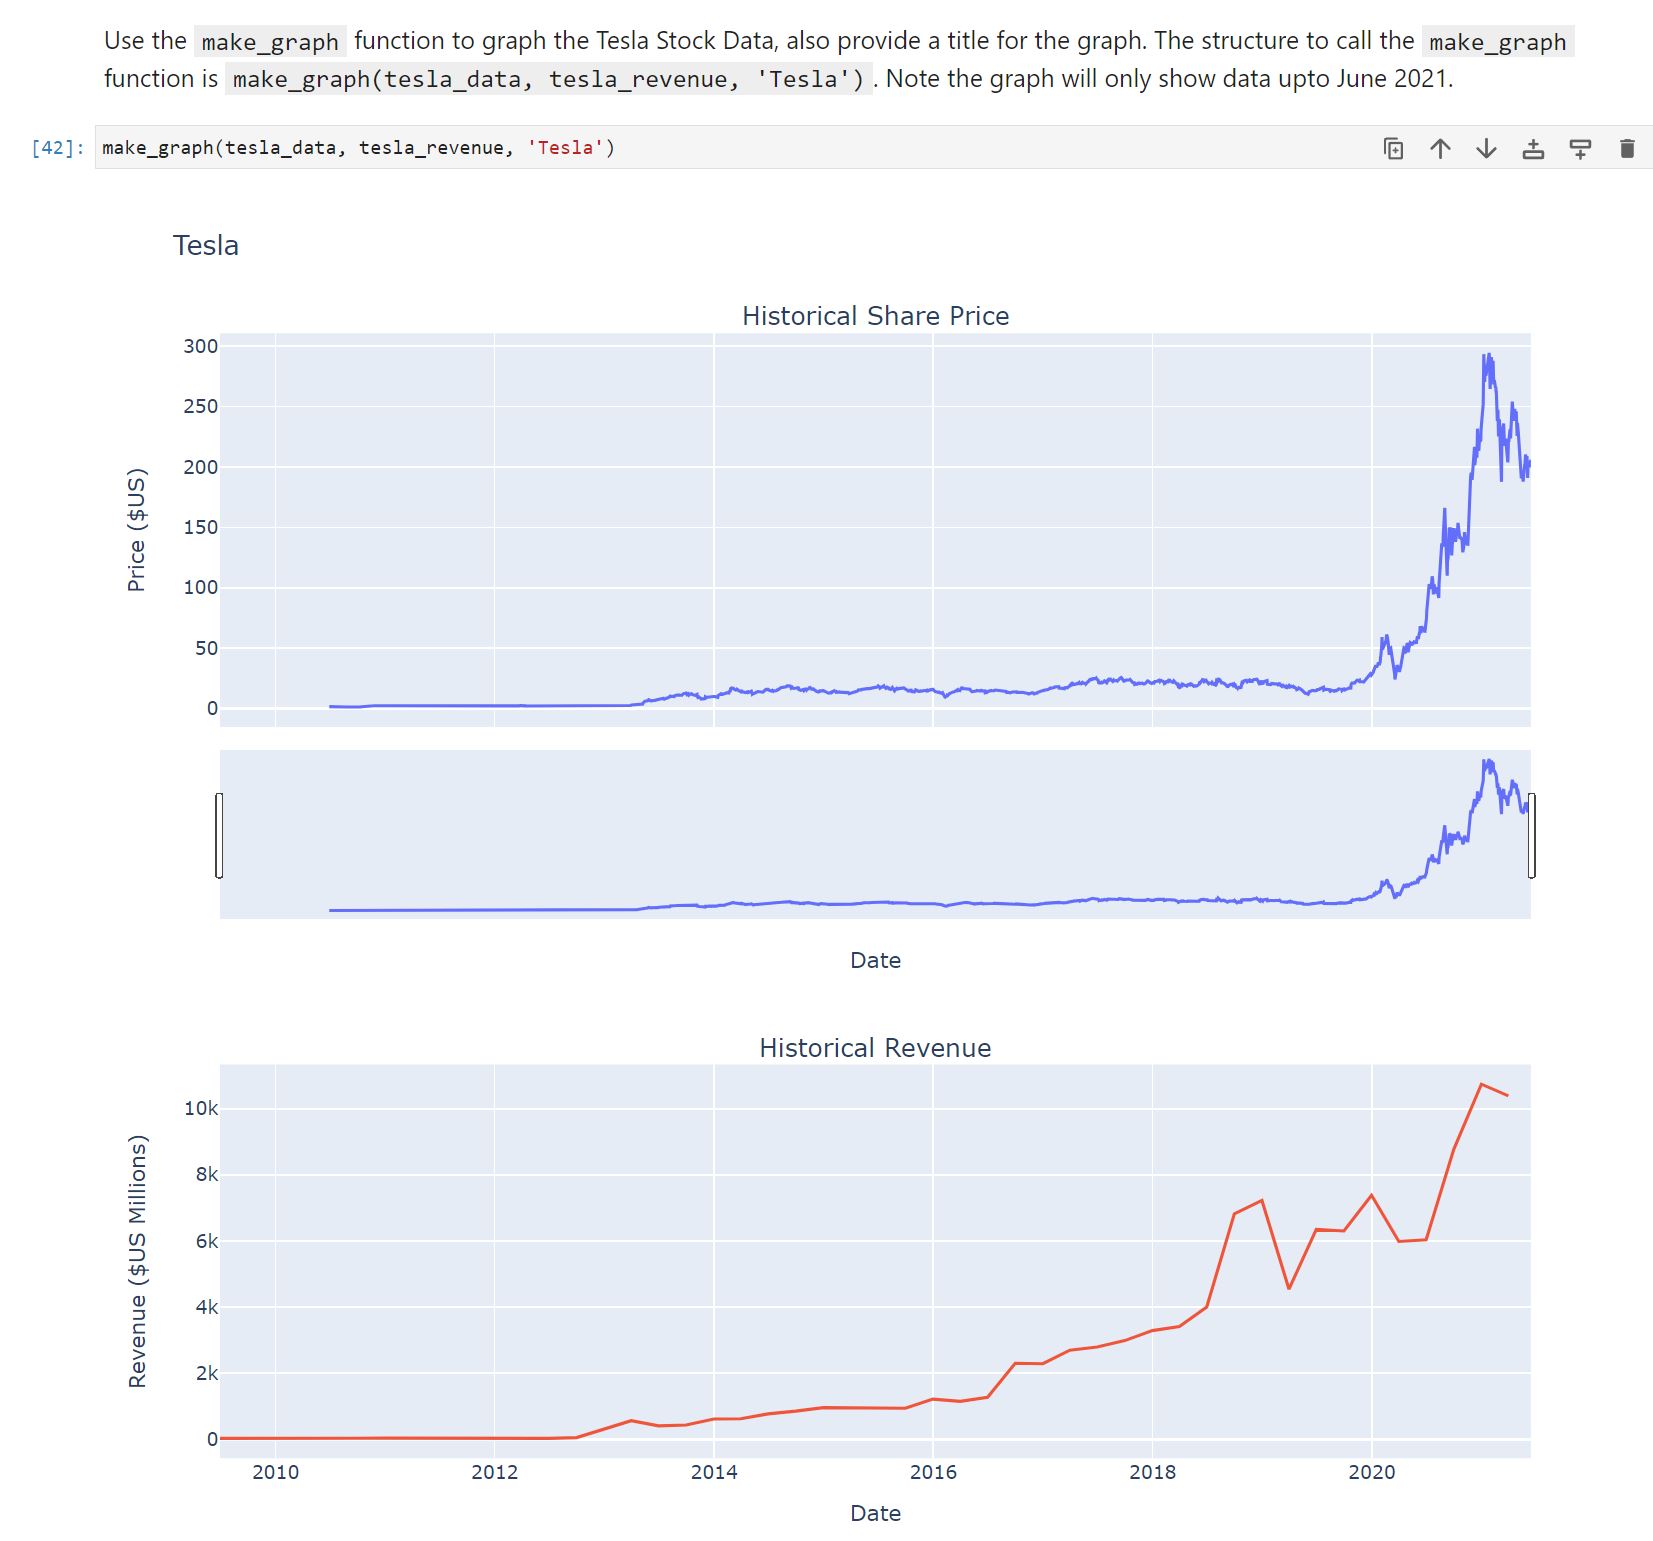 Use the make_graph function to graph the Tesla Stock Data, also provide a title for the graph. The structure to call the make_graph
function is make_graph(tesla_data, tesla_revenue, 'Tesla') . Note the graph will only show data upto June 2021.
[42]: make_graph(tesla_data, tesla_revenue, 'Tesla')
Tesla
Historical Share Price
300
250
200
150
100
50
0
Price ($US)
Date
Historical Revenue
10k
8k
6k
4k
2k
0
Revenue ($US Millions)
2010 2012 2014 2016 2018 2020
Date